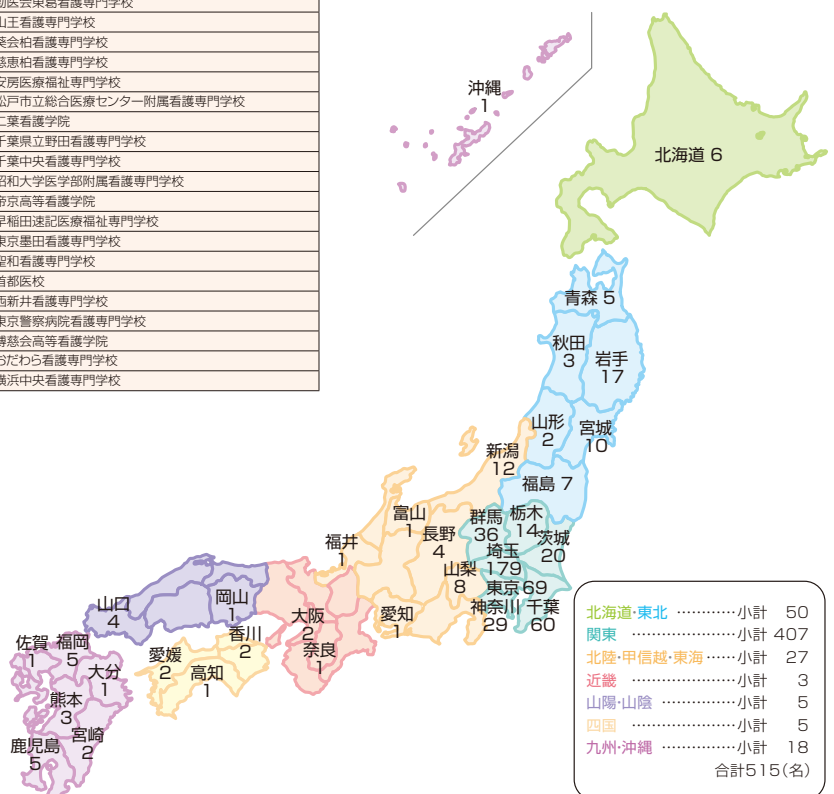 山王看護専門学校
葵会柏看護専門学校
慈恵柏看護専門学校
安房医療福祉専門学校
松戸市立総合医療センター附属看護専門学校
二葉看護学院
千葉県立野田看護専門学校
千葉中央看護専門学校
昭和大学医学部附属看護専門学校
帝京高等看護学院
早稲田速記医療福祉専門学校
東京墨田看護専門学校
聖和看護専門学校
首都医校
西新井看護専門学校
東京警察病院看護専門学校
博慈会高等看護学院
おだわら看護専門学校
横浜中央看護専門学校
沖縄
1
北海道 6
青森 5
秋田
3
岩手
17
山形
2
宮城
10
新潟
12
福島 7
富山
1
長野
4
群馬
36
栃木
14
茨城
20
福井
1
埼玉
179
山梨
8
東京 69
神奈川
29
千葉
60
愛知
1
山口
4
岡山
1
大阪
2
奈良
1
香川
2
愛媛
2
高知
1
佐賀
1
福岡
5
大分
1
熊本
3
宮崎
2
鹿児島
5
北海道・東北 …………小計 50
関東 …………………小計 407
北陸・甲信越・東海……小計 27
近畿 …………………小計 3
山陽・山陰 ……………小計 5
四国 …………………小計 5
九州・沖縄 ……………小計 18
合計515(名)